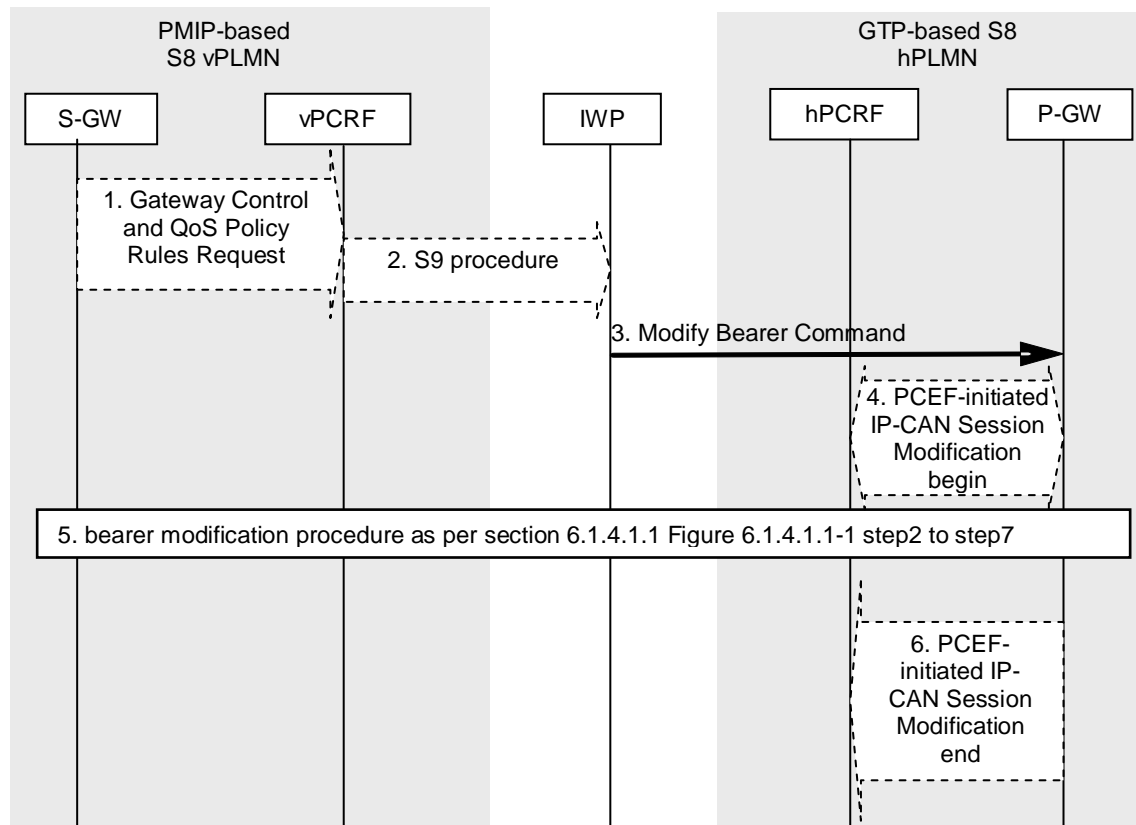 PMIP-based
S8 vPLMN
GTP-based S8
hPLMN
S-GW
vPCRF
IWP
hPCRF
P-GW
1. Gateway Control
and QoS Policy
Rules Request
2. S9 procedure
3. Modify Bearer Command
4. PCEF-initiated
IP-CAN Session
Modification
begin
5. bearer modification procedure as per section 6.1.4.1.1 Figure 6.1.4.1.1-1 step2 to step7
6. PCEF-
initiated IP-
CAN Session
Modification
end